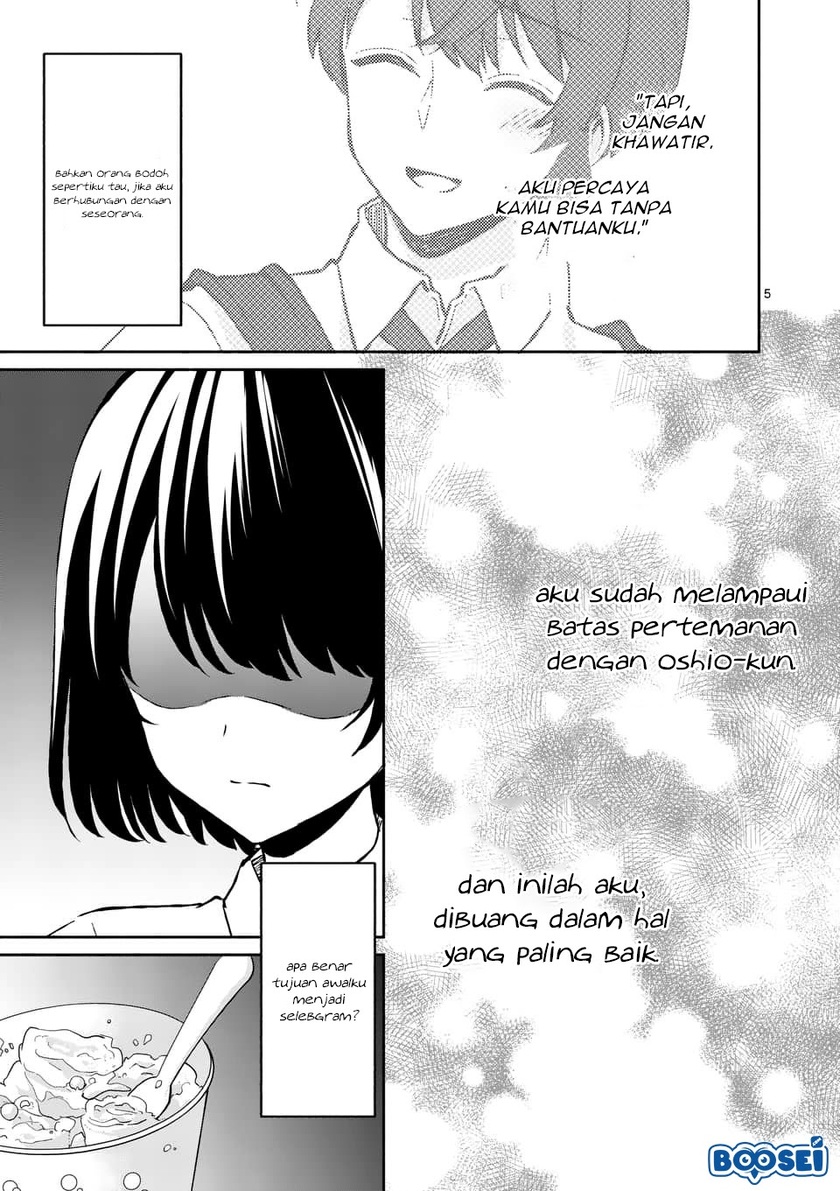 "TAPI,
JANGAN
KHAWATIR.
AKU PERCAYA
KAMU BISA TANPA
BANTUANKU."
Bahkan orang bodoh
sepertiku tau, jika aku
berhubungan dengan
seseorang.
5
aku sudah melampaui
batas pertemanan
dengan oshio-kun.
dan inilah aku,
dibuang dalam hal
yang paling baik.
apa benar
tujuan awalku
menjadi
selebgram?
BOOSEI